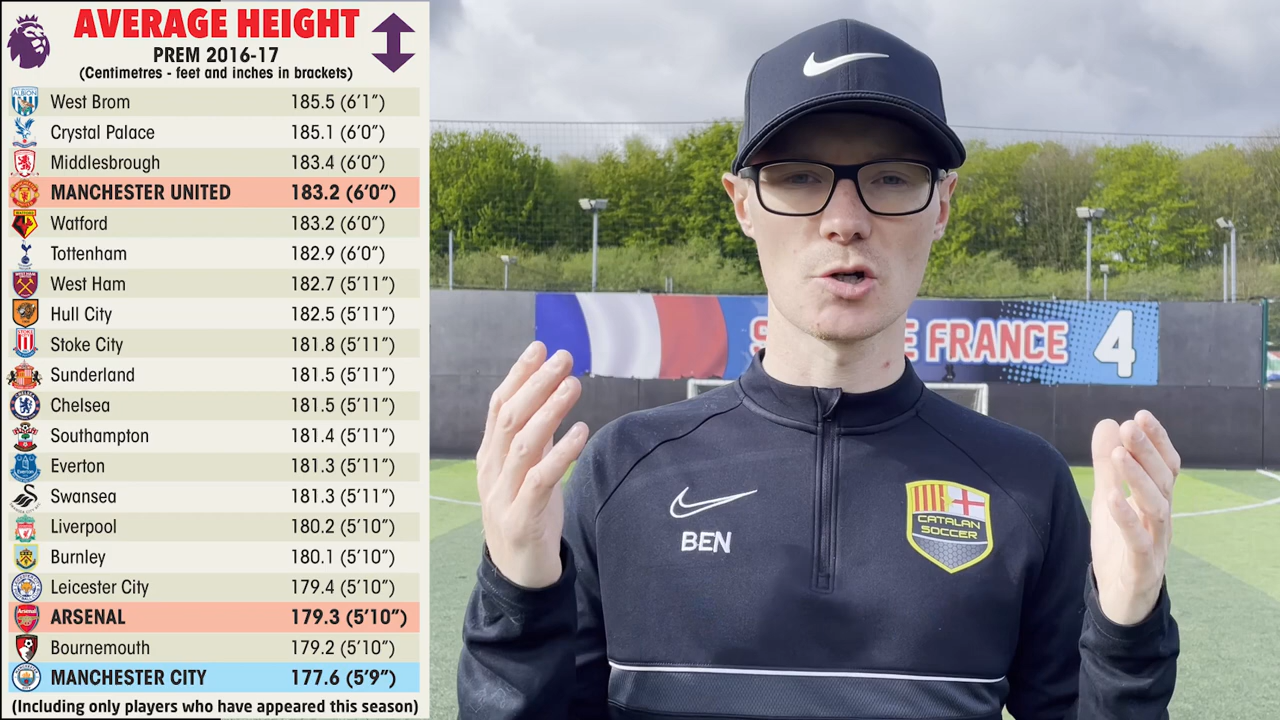 AVERAGE HEIGHT
PREM 2016-17
(Centimetres - feet and inches in brackets)
West Brom 185.5 (6'1")
Crystal Palace 185.1 (6'0")
Middlesbrough 183.4 (6'0")
MANCHESTER UNITED 183.2 (6'0")
Watford 183.2 (6'0")
Tottenham 182.9 (6'0")
West Ham 182.7 (5'11")
Hull City 182.5 (5'11")
Stoke City 181.8 (5'11")
Sunderland 181.5 (5'11")
Chelsea 181.5 (5'11")
Southampton 181.4 (5'11")
Everton 181.3 (5'11")
Swansea 181.3 (5'11")
Liverpool 180.2 (5'10")
Burnley 180.1 (5'10")
Leicester City 179.4 (5'10")
ARSENAL 179.3 (5'10")
Bournemouth 179.2 (5'10")
MANCHESTER CITY 177.6 (5'9")
(Including only players who have appeared this season)
FRANCE 4
BEN
CATALAN
SOCCER